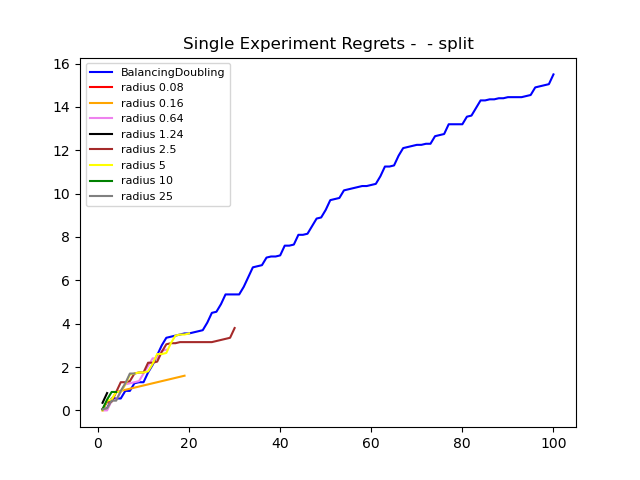 Single Experiment Regrets -  - split
16
14
12
10
8
6
4
2
0
BalancingDoubling
radius 0.08
radius 0.16
radius 0.64
radius 1.24
radius 2.5
radius 5
radius 10
radius 25
0 20 40 60 80 100